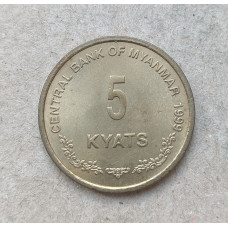 CENTRAL BANK OF MYANMAR 1999
5
KYATS